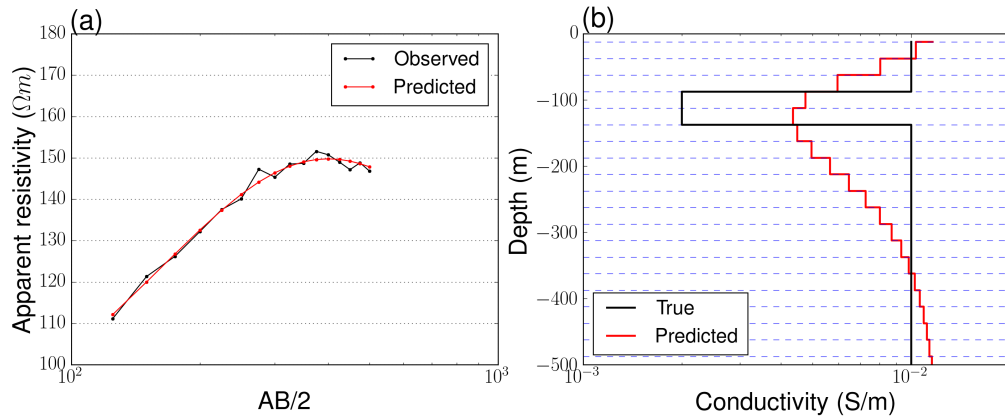 (a)
Apparent resistivity (Ωm)
180
170
160
150
140
130
120
110
100
10²
10³
AB/2
Observed
Predicted
(b)
Depth (m)
0
−100
−200
−300
−400
−500
10⁻³
10⁻²
Conductivity (S/m)
True
Predicted